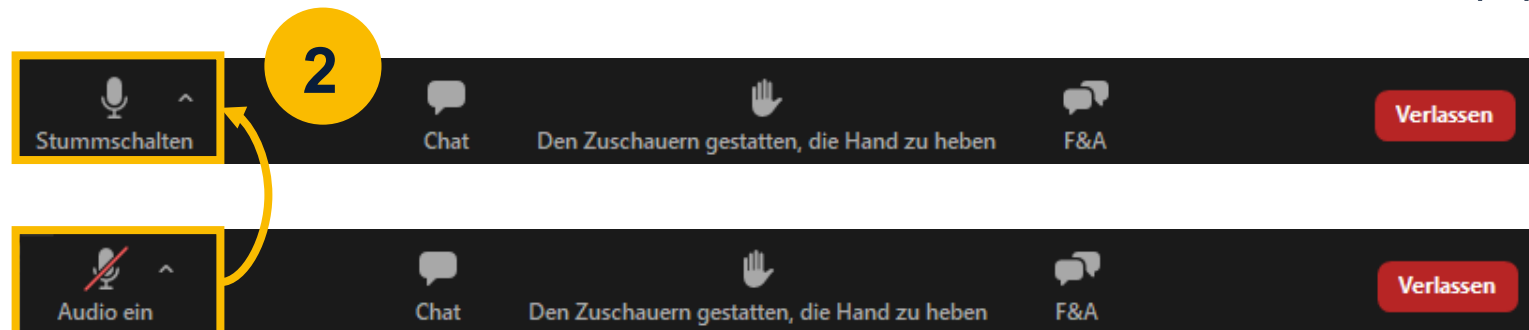 2
Stummschalten
Chat
Den Zuschauern gestatten, die Hand zu heben
F&A
Verlassen
Audio ein
Chat
Den Zuschauern gestatten, die Hand zu heben
F&A
Verlassen